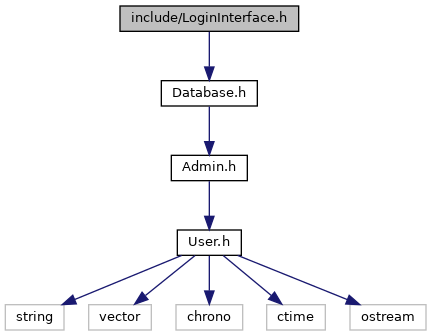 include/LoginInterface.h
Database.h
Admin.h
User.h
string
vector
chrono
ctime
ostream